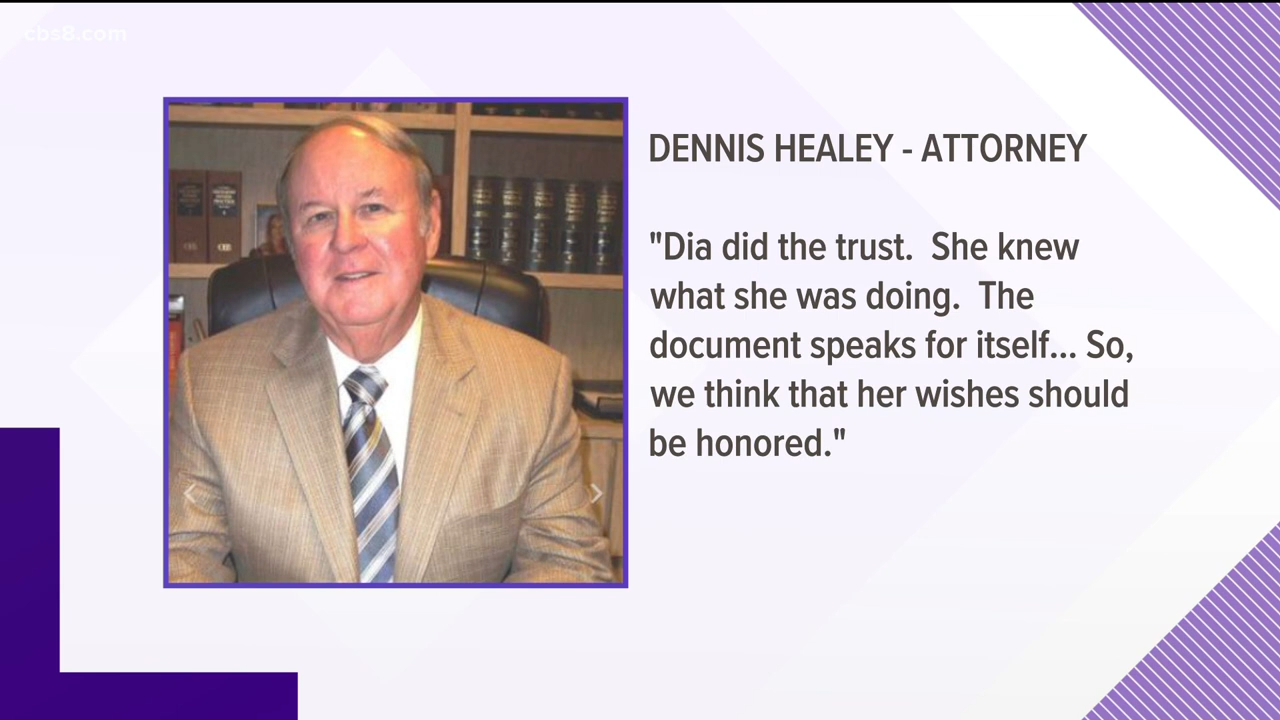 cbs8.com
DENNIS HEALEY - ATTORNEY
"Dia did the trust.  She knew
what she was doing.  The
document speaks for itself... So,
we think that her wishes should
be honored."